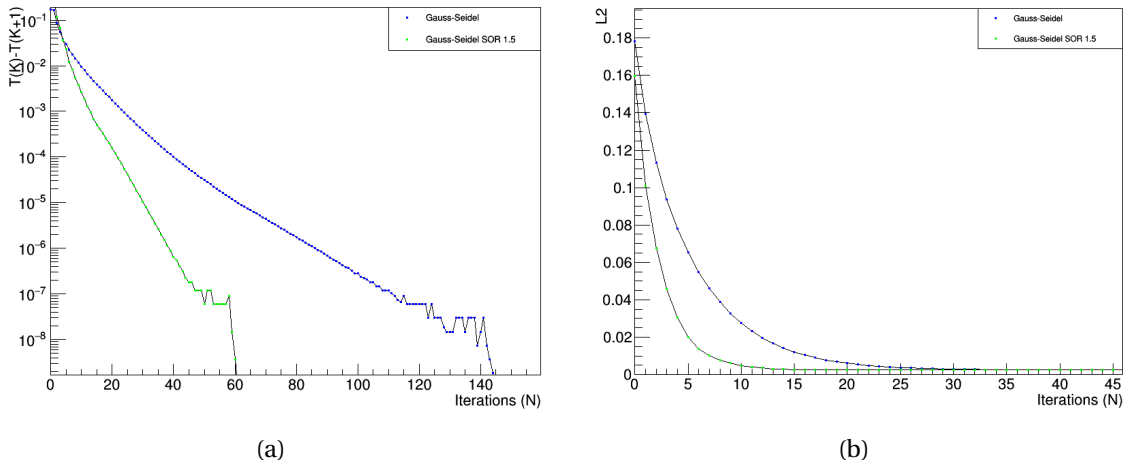 T(K)-T(K+1)
10⁻¹
10⁻²
10⁻³
10⁻⁴
10⁻⁵
10⁻⁶
10⁻⁷
10⁻⁸
Gauss-Seidel
Gauss-Seidel SOR 1.5
0 20 40 60 80 100 120 140
Iterations (N)
(a)
L2
0.18
0.16
0.14
0.12
0.1
0.08
0.06
0.04
0.02
0
Gauss-Seidel
Gauss-Seidel SOR 1.5
0 5 10 15 20 25 30 35 40 45
Iterations (N)
(b)